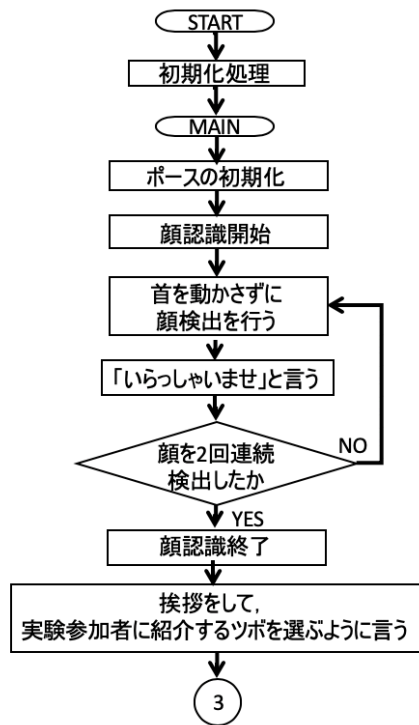 START
初期化処理
MAIN
ポースの初期化
顔認識開始
首を動かさずに
顔検出を行う
「いらっしゃいませ」と言う
顔を2回連続
検出したか
NO
YES
顔認識終了
挨拶をして,
実験参加者に紹介するツボを選ぶように言う
3